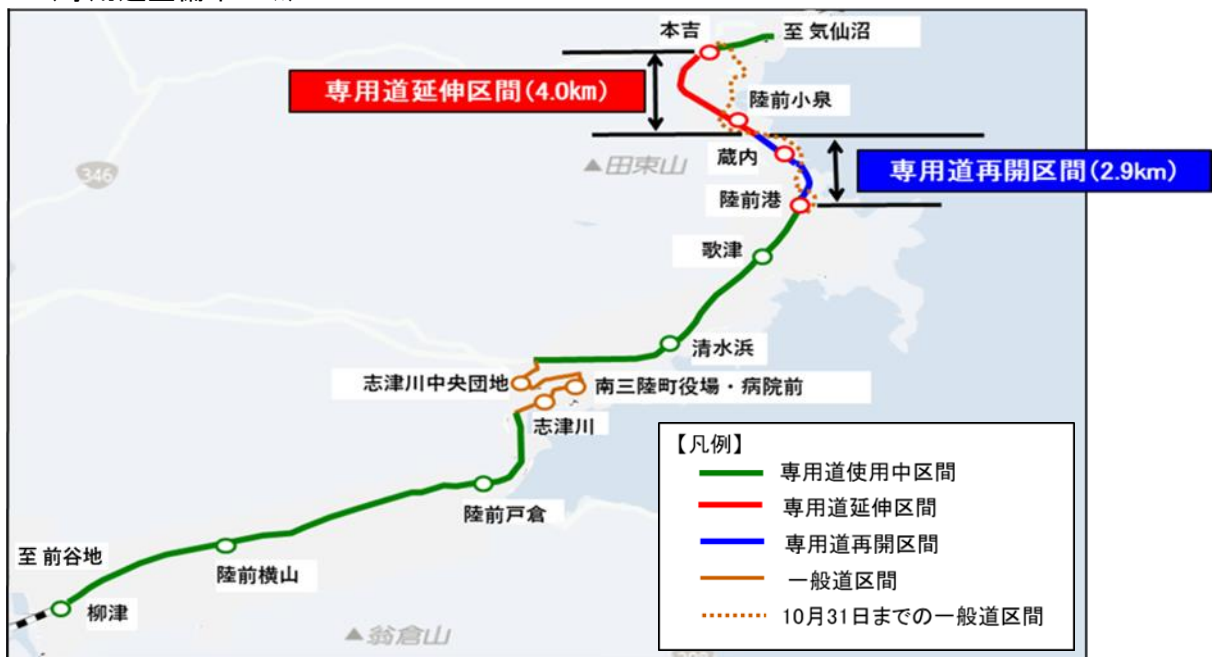 本吉
至 気仙沼
専用道延伸区間(4.0km)
陸前小泉
346
▲田束山
蔵内
専用道再開区間(2.9km)
陸前港
歌津
清水浜
志津川中央団地
南三陸町役場・病院前
志津川
陸前戸倉
至 前谷地
陸前横山
柳津
▲翁倉山
【凡例】
専用道使用中区間
専用道延伸区間
専用道再開区間
一般道区間
10月31日までの一般道区間